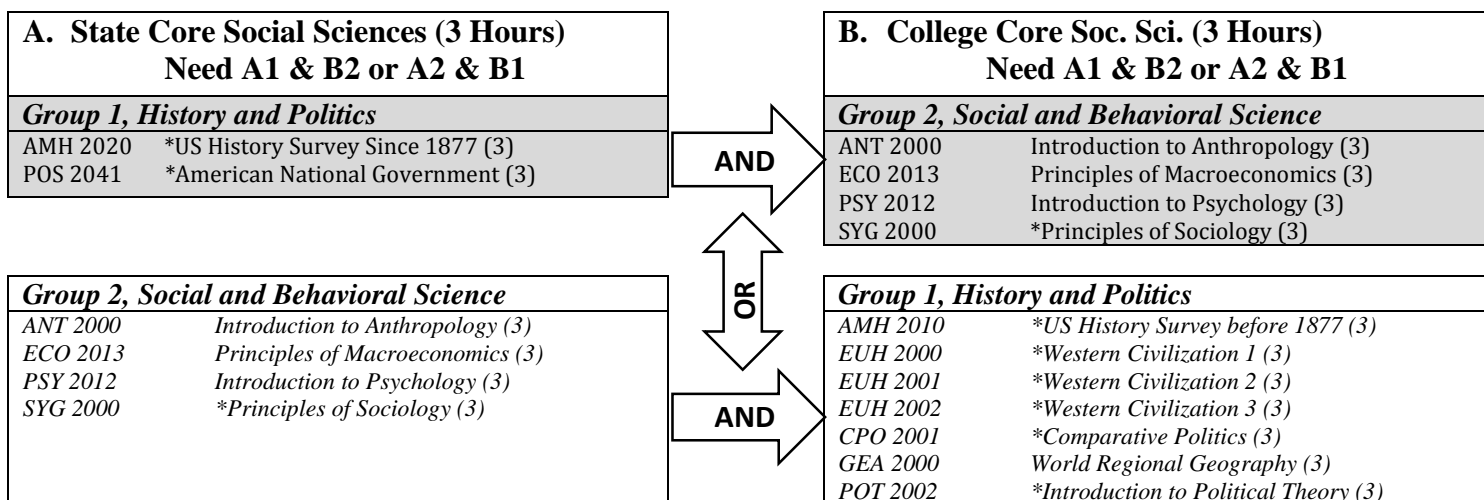 A. State Core Social Sciences (3 Hours)
Need A1 & B2 or A2 & B1
Group 1, History and Politics
AMH 2020 *US History Survey Since 1877 (3)
POS 2041 *American National Government (3)
AND
B. College Core Soc. Sci. (3 Hours)
Need A1 & B2 or A2 & B1
Group 2, Social and Behavioral Science
ANT 2000 Introduction to Anthropology (3)
ECO 2013 Principles of Macroeconomics (3)
PSY 2012 Introduction to Psychology (3)
SYG 2000 *Principles of Sociology (3)
OR
Group 2, Social and Behavioral Science
ANT 2000 Introduction to Anthropology (3)
ECO 2013 Principles of Macroeconomics (3)
PSY 2012 Introduction to Psychology (3)
SYG 2000 *Principles of Sociology (3)
AND
Group 1, History and Politics
AMH 2010 *US History Survey before 1877 (3)
EUH 2000 *Western Civilization 1 (3)
EUH 2001 *Western Civilization 2 (3)
EUH 2002 *Western Civilization 3 (3)
CPO 2001 *Comparative Politics (3)
GEA 2000 World Regional Geography (3)
POT 2002 *Introduction to Political Theory (3)